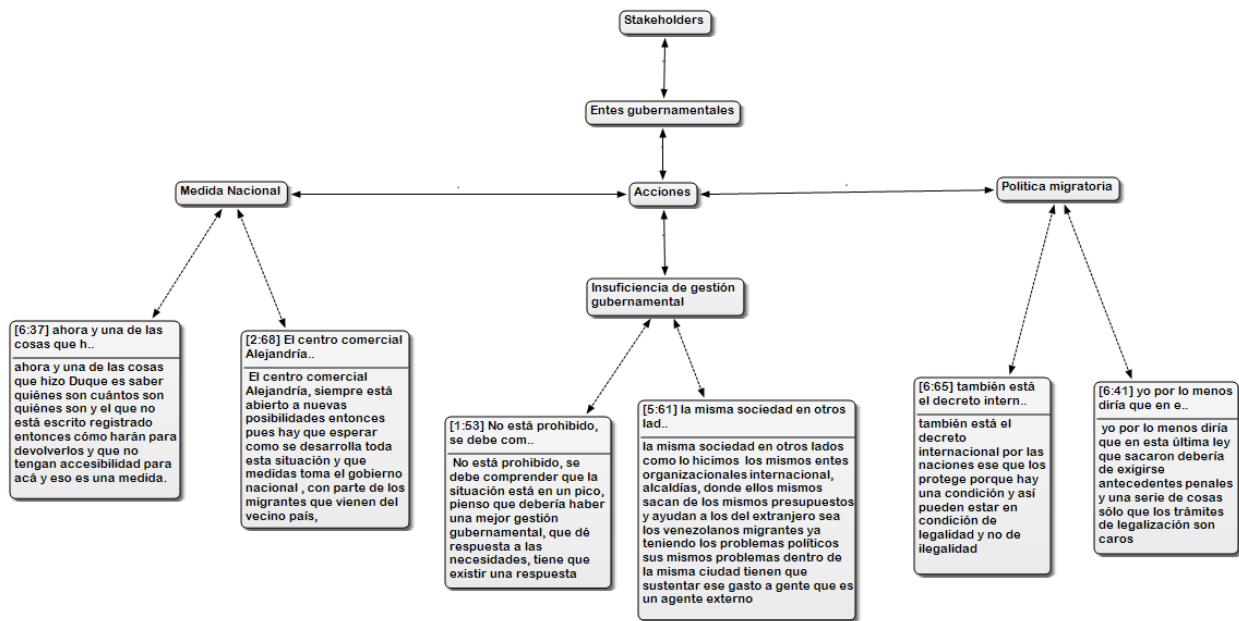 Stakeholders
Entes gubernamentales
Medida Nacional
Acciones
Politica migratoria
Insuficiencia de gestión
gubernamental
[6:37] ahora y una de las
cosas que h..
ahora y una de las cosas
que hizo Duque es saber
quiénes son cuántos son
quiénes son y el que no
está escrito registrado
entonces cómo harán para
devolverlos y que no
tengan accesibilidad para
acá y eso es una medida.
[2:68] El centro comercial
Alejandría..
El centro comercial
Alejandría, siempre está
abierto a nuevas
posibilidades entonces
pues hay que esperar
como se desarrolla toda
esta situación y que
medidas toma el gobierno
nacional , con parte de los
migrantes que vienen del
vecino país,
[1:53] No está prohibido,
se debe com..
No está prohibido, se
debe comprender que la
situación está en un pico,
pienso que debería haber
una mejor gestión
gubernamental, que dé
respuesta a las
necesidades, tiene que
existir una respuesta
[5:61] la misma sociedad en otros
lad..
la misma sociedad en otros lados
como lo hicimos los mismos entes
organizacionales internacional,
alcaldías, donde ellos mismos
sacan de los mismos presupuestos
y ayudan a los del extranjero sea
los venezolanos migrantes ya
teniendo los problemas políticos
sus mismos problemas dentro de
la misma ciudad tienen que
sustentar ese gasto a gente que es
un agente externo
[6:65] también está
el decreto intern..
también está el
decreto
internacional por las
naciones ese que los
protege porque hay
una condición y así
pueden estar en
condición de
legalidad y no de
ilegalidad
[6:41] yo por lo menos
diría que en e..
yo por lo menos diría
que en esta última ley
que sacaron debería de
exigirse
antecedentes penales
y una serie de cosas
sólo que los trámites
de legalización son
caros